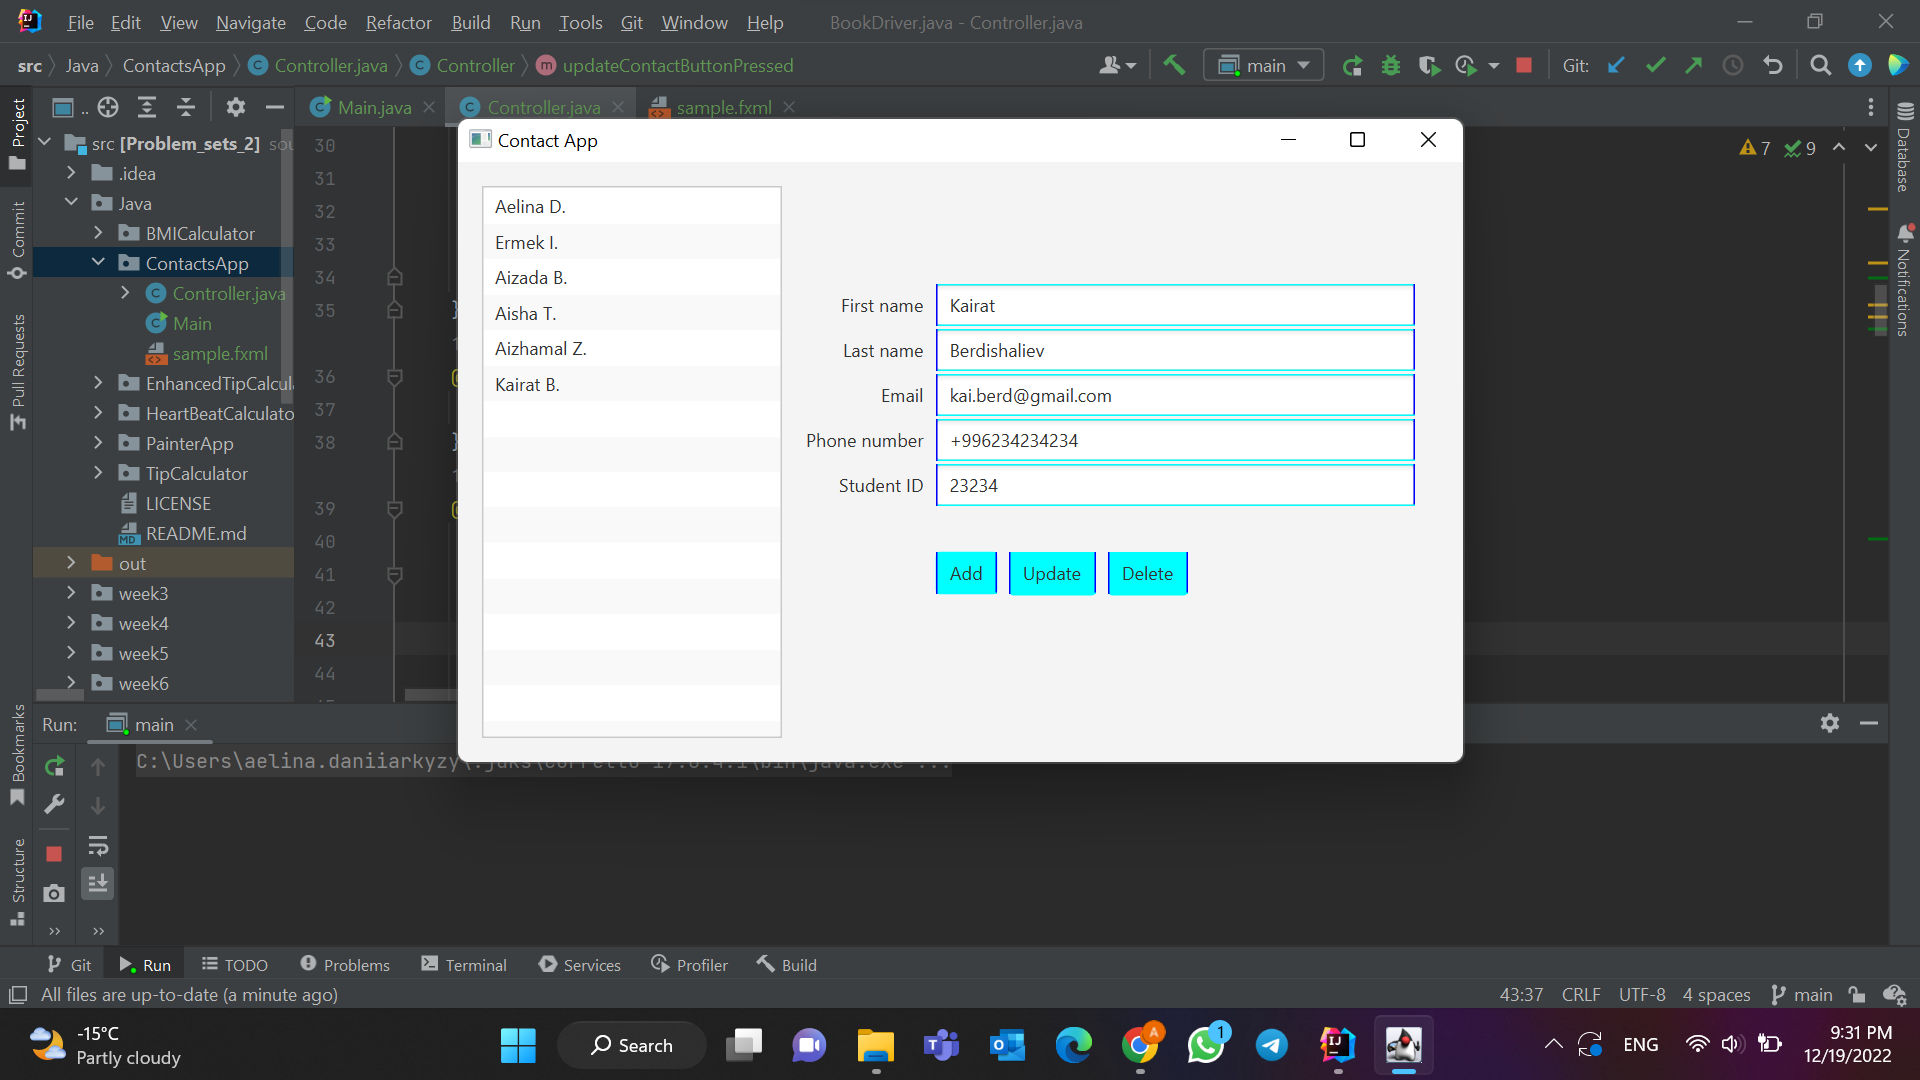 File Edit View Navigate Code Refactor Build Run Tools Git Window Help BookDriver.java - Controller.java
src Java ContactsApp Controller.java Controller updateContactButtonPressed main Git:
Project
Commit
Pull Requests
Bookmarks
Structure
Main.java Controller.java sample.fxml
src [Problem_sets_2]
.idea
Java
BMICalculator
ContactsApp
Controller.java
Main
sample.fxml
EnhancedTipCalcul
HeartBeatCalculato
PainterApp
TipCalculator
LICENSE
README.md
out
week3
week4
week5
week6
30
31
32
33
34
35 }
36
37
38 }
39
40
41
42
43
44
7 9
Database
Notifications
Contact App
Aelina D.
Ermek I.
Aizada B.
Aisha T.
Aizhamal Z.
Kairat B.
First name Kairat
Last name Berdishaliev
Email kai.berd@gmail.com
Phone number +996234234234
Student ID 23234
Add Update Delete
Run: main
C:\Users\aelina.daniiarkyzy\.jdks\corretto-17.0.4.1\bin\java.exe ...
Git Run TODO Problems Terminal Services Profiler Build
All files are up-to-date (a minute ago) 43:37 CRLF UTF-8 4 spaces main
-15°C
Partly cloudy
Search
1
ENG
9:31 PM
12/19/2022